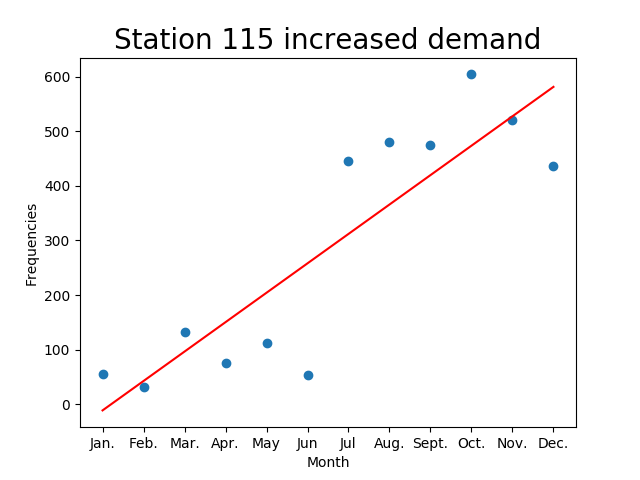 Station 115 increased demand
600
500
400
300
200
100
0
Frequencies
Jan. Feb. Mar. Apr. May Jun Jul Aug. Sept. Oct. Nov. Dec.
Month